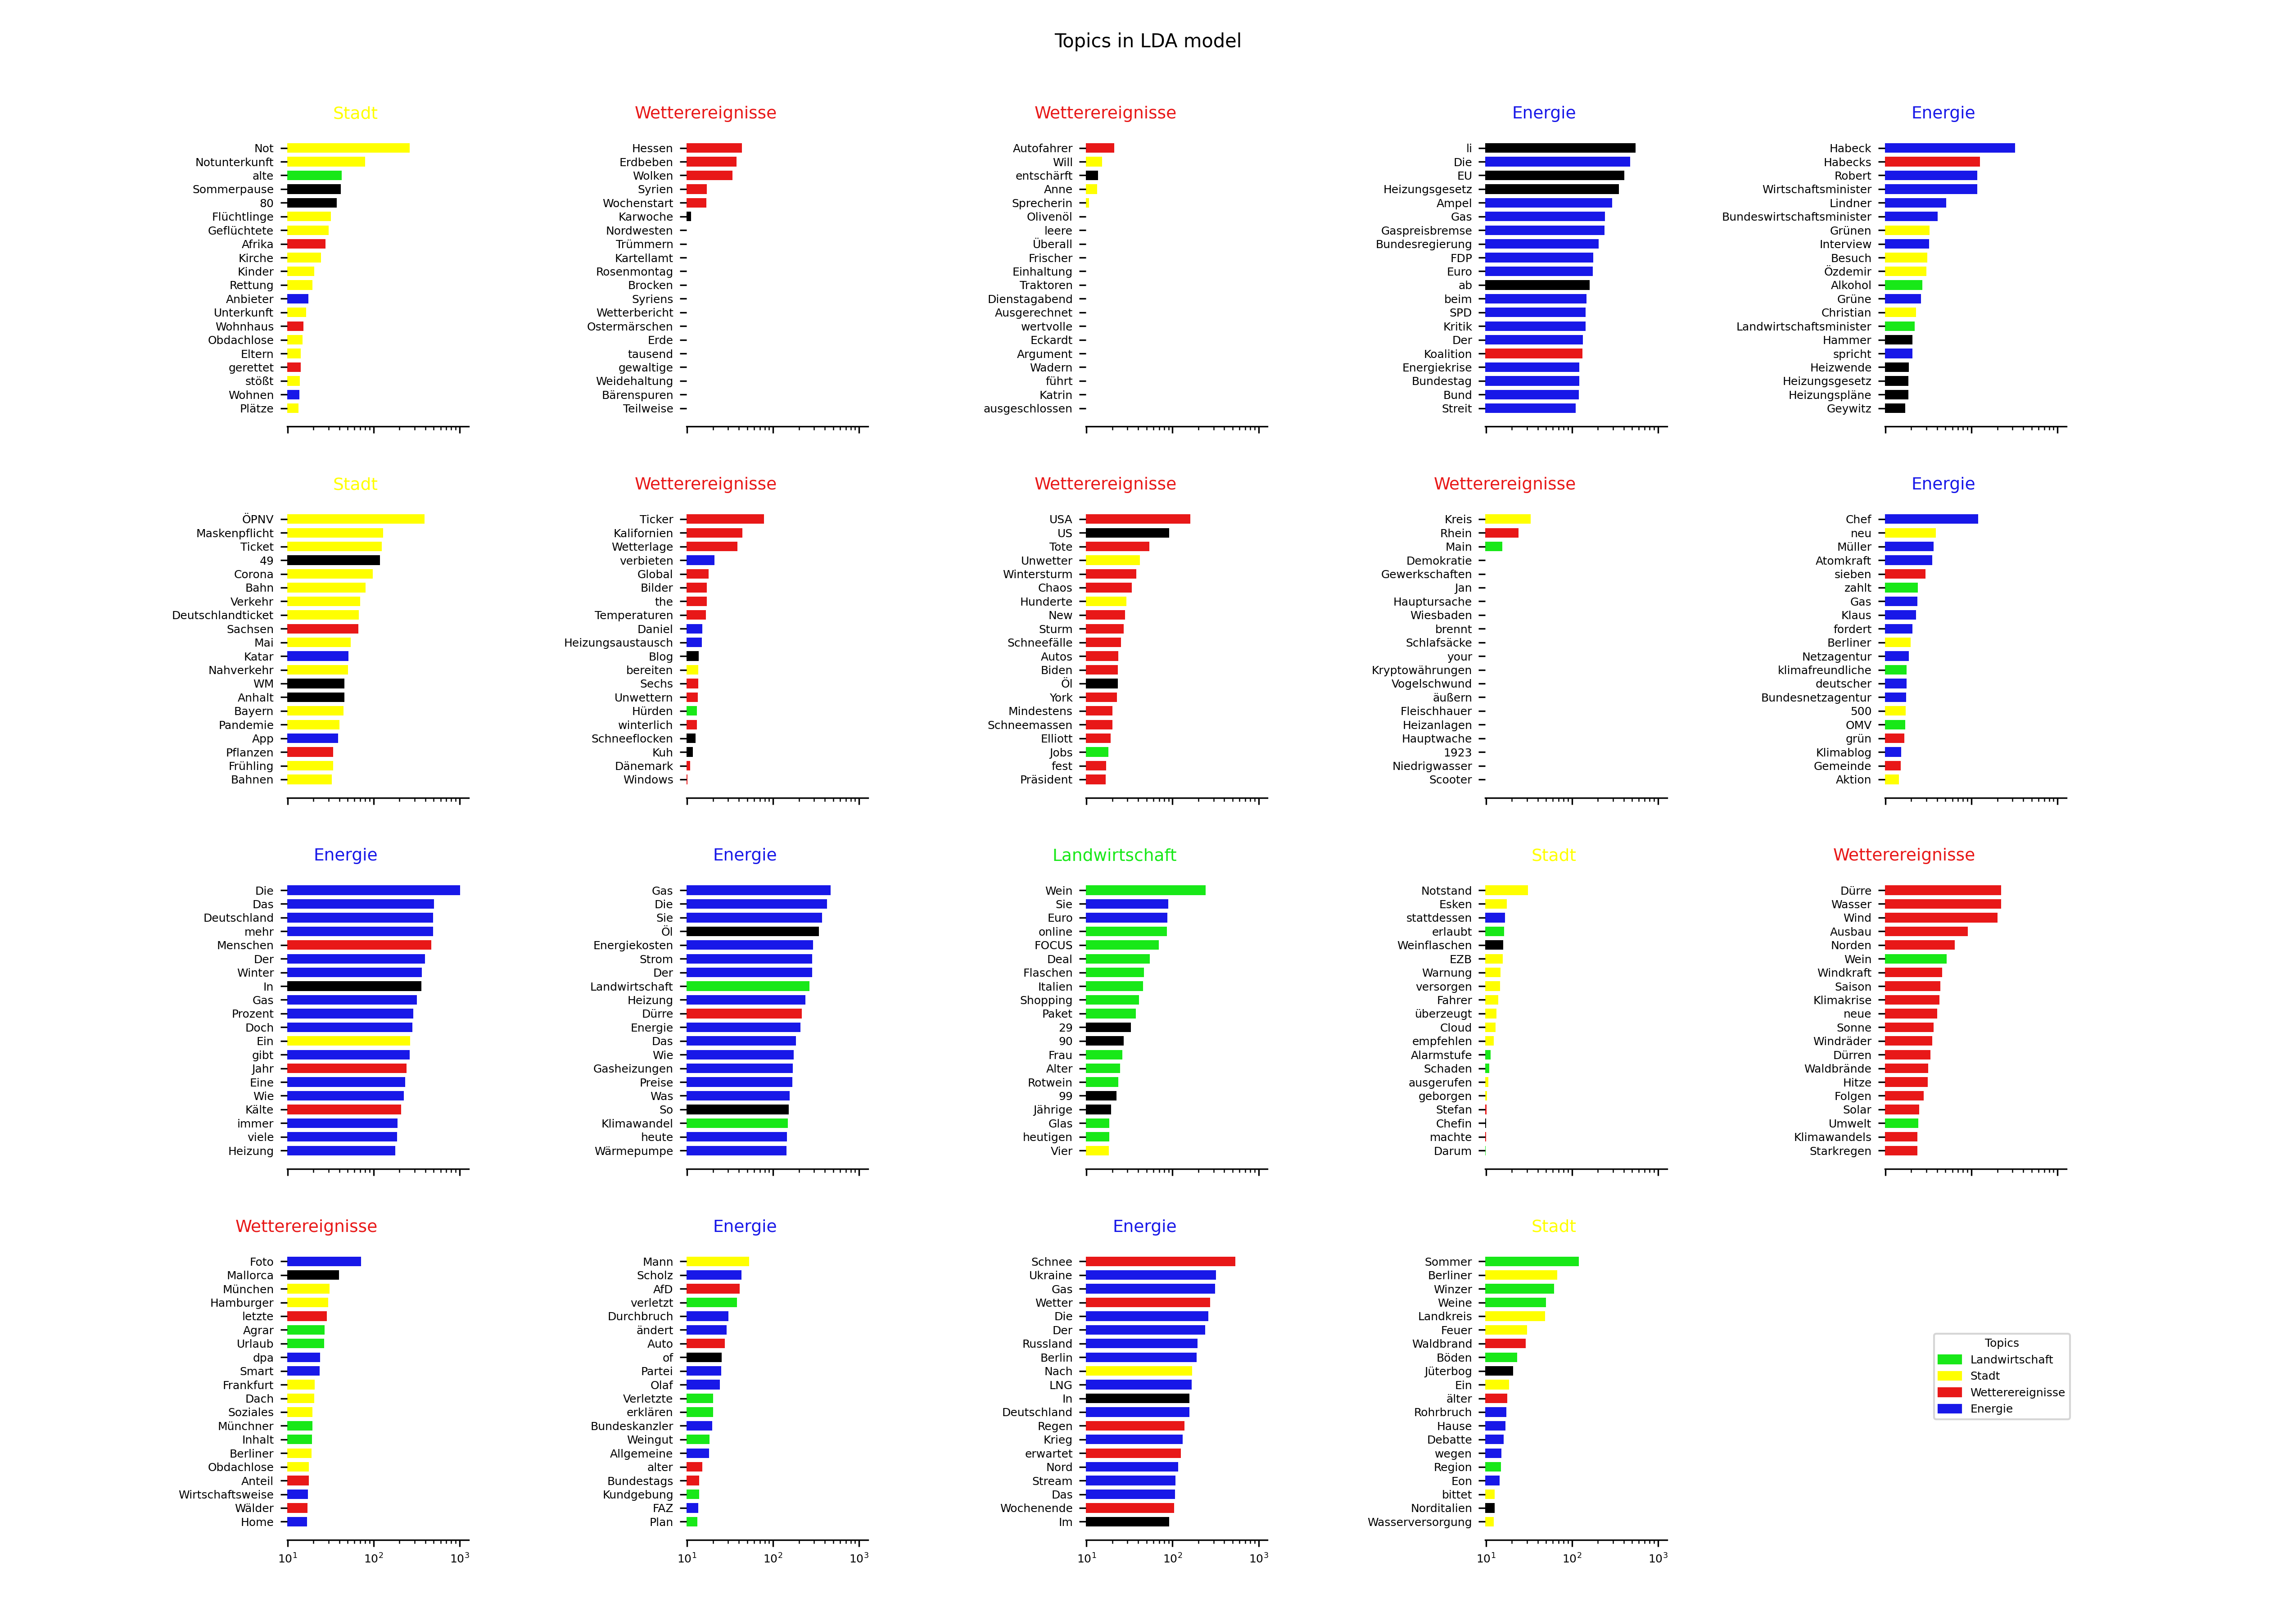 Topics in LDA model
Stadt
Not
Notunterkunft
alte
Sommerpause
80
Flüchtlinge
Geflüchtete
Afrika
Kirche
Kinder
Rettung
Anbieter
Unterkunft
Wohnhaus
Obdachlose
Eltern
gerettet
stößt
Wohnen
Plätze
Wetterereignisse
Hessen
Erdbeben
Wolken
Syrien
Wochenstart
Karwoche
Nordwesten
Trümmern
Kartellamt
Rosenmontag
Brocken
Syriens
Wetterbericht
Ostermärschen
Erde
tausend
gewaltige
Weidehaltung
Bärenspuren
Teilweise
Wetterereignisse
Autofahrer
Will
entschärft
Anne
Sprecherin
Olivenöl
leere
Überall
Frischer
Einhaltung
Traktoren
Dienstagabend
Ausgerechnet
wertvolle
Eckardt
Argument
Wadern
führt
Katrin
ausgeschlossen
Energie
li
Die
EU
Heizungsgesetz
Ampel
Gas
Gaspreisbremse
Bundesregierung
FDP
Euro
ab
beim
SPD
Kritik
Der
Koalition
Energiekrise
Bundestag
Bund
Streit
Energie
Habeck
Habecks
Robert
Wirtschaftsminister
Lindner
Bundeswirtschaftsminister
Grünen
Interview
Besuch
Özdemir
Alkohol
Grüne
Christian
Landwirtschaftsminister
Hammer
spricht
Heizwende
Heizungsgesetz
Heizungspläne
Geywitz
Stadt
ÖPNV
Maskenpflicht
Ticket
49
Corona
Bahn
Verkehr
Deutschlandticket
Sachsen
Mai
Katar
Nahverkehr
WM
Anhalt
Bayern
Pandemie
App
Pflanzen
Frühling
Bahnen
Wetterereignisse
Ticker
Kalifornien
Wetterlage
verbieten
Global
Bilder
the
Temperaturen
Daniel
Heizungsaustausch
Blog
bereiten
Sechs
Unwettern
Hürden
winterlich
Schneeflocken
Kuh
Dänemark
Windows
Wetterereignisse
USA
US
Tote
Unwetter
Wintersturm
Chaos
Hunderte
New
Sturm
Schneefälle
Autos
Biden
Öl
York
Mindestens
Schneemassen
Elliott
Jobs
fest
Präsident
Wetterereignisse
Kreis
Rhein
Main
Demokratie
Gewerkschaften
Jan
Hauptursache
Wiesbaden
brennt
Schlafsäcke
your
Kryptowährungen
Vogelschwund
äußern
Fleischhauer
Heizanlagen
Hauptwache
1923
Niedrigwasser
Scooter
Energie
Chef
neu
Müller
Atomkraft
sieben
zahlt
Gas
Klaus
fordert
Berliner
Netzagentur
klimafreundliche
deutscher
Bundesnetzagentur
500
OMV
grün
Klimablog
Gemeinde
Aktion
Energie
Die
Das
Deutschland
mehr
Menschen
Der
Winter
In
Gas
Prozent
Doch
Ein
gibt
Jahr
Eine
Wie
Kälte
immer
viele
Heizung
Energie
Gas
Die
Sie
Öl
Energiekosten
Strom
Der
Landwirtschaft
Heizung
Dürre
Energie
Das
Wie
Gasheizungen
Preise
Was
So
Klimawandel
heute
Wärmepumpe
Landwirtschaft
Wein
Sie
Euro
online
FOCUS
Deal
Flaschen
Italien
Shopping
Paket
29
90
Frau
Alter
Rotwein
99
Jährige
Glas
heutigen
Vier
Stadt
Notstand
Esken
stattdessen
erlaubt
Weinflaschen
EZB
Warnung
versorgen
Fahrer
überzeugt
Cloud
empfehlen
Alarmstufe
Schaden
ausgerufen
geborgen
Stefan
Chefin
machte
Darum
Wetterereignisse
Dürre
Wasser
Wind
Ausbau
Norden
Wein
Windkraft
Saison
Klimakrise
neue
Sonne
Windräder
Dürren
Waldbrände
Hitze
Folgen
Solar
Umwelt
Klimawandels
Starkregen
Wetterereignisse
Foto
Mallorca
München
Hamburger
letzte
Agrar
Urlaub
dpa
Smart
Frankfurt
Dach
Soziales
Münchner
Inhalt
Berliner
Obdachlose
Anteil
Wirtschaftsweise
Wälder
Home
10¹ 10² 10³
Energie
Mann
Scholz
AfD
verletzt
Durchbruch
ändert
Auto
of
Partei
Olaf
Verletzte
erklären
Bundeskanzler
Weingut
Allgemeine
alter
Bundestags
Kundgebung
FAZ
Plan
10¹ 10² 10³
Energie
Schnee
Ukraine
Gas
Wetter
Die
Der
Russland
Berlin
Nach
LNG
In
Deutschland
Regen
Krieg
erwartet
Nord
Stream
Das
Wochenende
Im
10¹ 10² 10³
Stadt
Sommer
Berliner
Winzer
Weine
Landkreis
Feuer
Waldbrand
Böden
Jüterbog
Ein
älter
Rohrbruch
Hause
Debatte
wegen
Region
Eon
bittet
Norditalien
Wasserversorgung
10¹ 10² 10³
Topics
Landwirtschaft
Stadt
Wetterereignisse
Energie